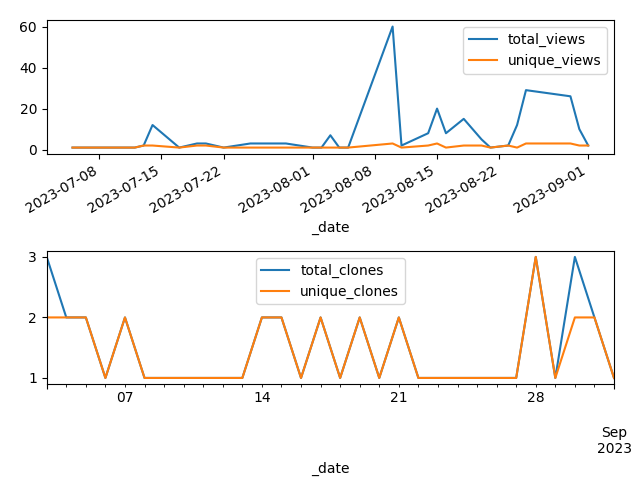 60
40
20
0
total_views
unique_views
2023-07-08
2023-07-15
2023-07-22
2023-08-01
2023-08-08
2023-08-15
2023-08-22
2023-09-01
_date
3
2
1
total_clones
unique_clones
07
14
21
28
Sep
2023
_date